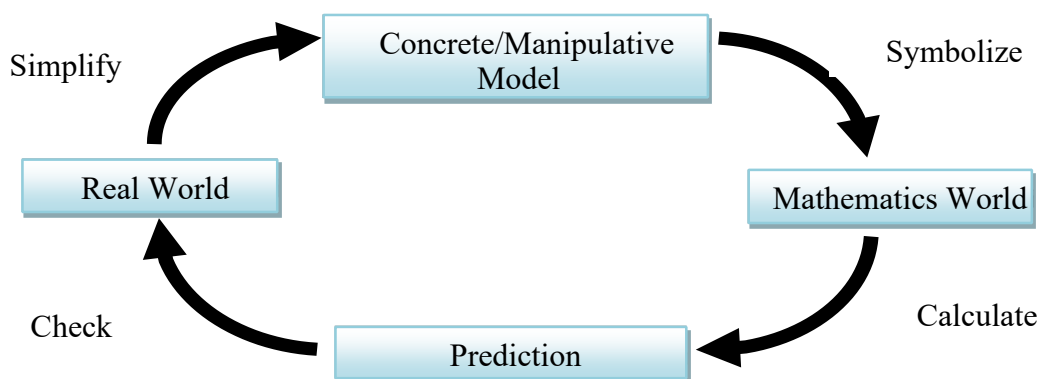 Simplify
Concrete/Manipulative
Model
Symbolize
Real World
Mathematics World
Check
Prediction
Calculate